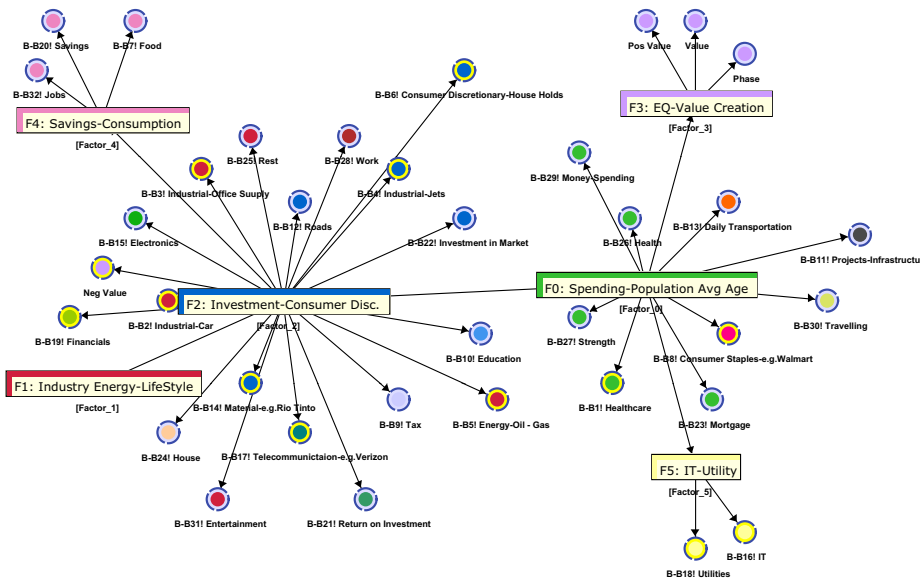 B-B20! Savings
B-B7! Food
B-B32! Jobs
F4: Savings-Consumption
[Factor_4]
Pos Value
Value
Phase
F3: EQ-Value Creation
[Factor_3]
B-B6! Consumer Discretionary-House Holds
B-B25! Rest
B-B28! Work
B-B3! Industrial-Office Suuply
B-B4! Industrial-Jets
B-B12! Roads
B-B15! Electronics
B-B22! Investment in Market
B-B29! Money-Spending
B-B13! Daily Transportation
B-B26! Health
B-B11! Projects-Infrastructu
Neg Value
F2: Investment-Consumer Disc.
[Factor_2]
F0: Spending-Population Avg Age
[Factor_0]
B-B2! Industrial-Car
B-B19! Financials
B-B30! Travelling
B-B27! Strength
B-B8! Consumer Staples-e.g.Walmart
B-B10! Education
F1: Industry Energy-LifeStyle
[Factor_1]
B-B14! Material-e.g.Rio Tinto
B-B9! Tax
B-B5! Energy-Oil - Gas
B-B1! Healthcare
B-B23! Mortgage
B-B24! House
B-B17! Telecommunictaion-e.g.Verizon
F5: IT-Utility
[Factor_5]
B-B31! Entertainment
B-B21! Return on Investment
B-B16! IT
B-B18! Utilities